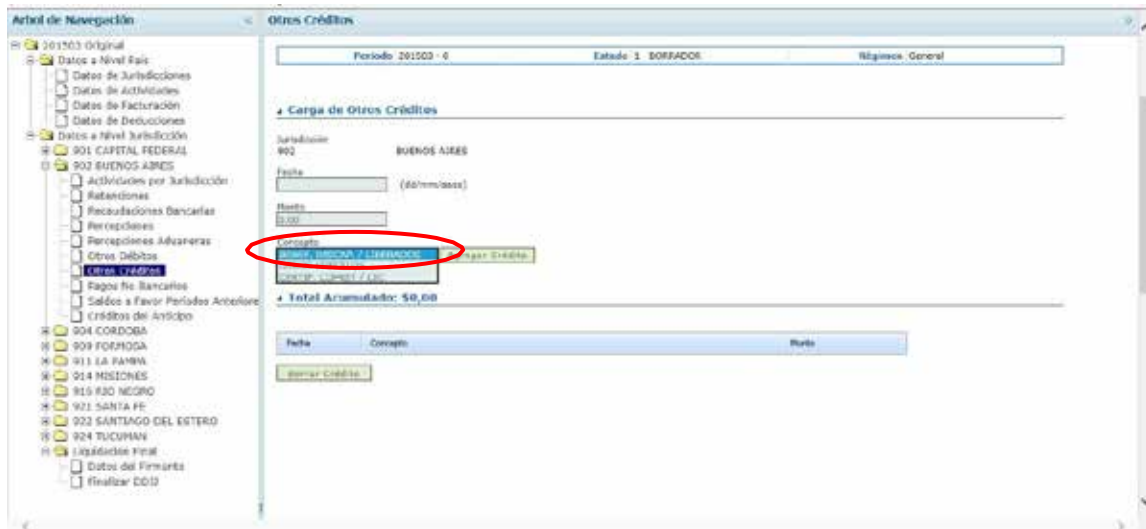 Arbol de Navegación
Otros Créditos
201503 Original
Datos a Nivel País
Datos de Jurisdicciones
Datos de Actividades
Datos de Facturación
Datos de Deducciones
Datos a Nivel Jurisdicción
901 CAPITAL FEDERAL
902 BUENOS AIRES
Actividades por Jurisdicción
Retenciones
Recaudaciones Bancarias
Percepciones
Percepciones Aduaneras
Otros Débitos
Otros Créditos
Pagos No Bancarios
Saldos a Favor Períodos Anteriore
Créditos del Anticipo
904 CORDOBA
909 FORMOSA
911 LA PAMPA
914 MISIONES
916 RIO NEGRO
921 SANTA FE
922 SANTIAGO DEL ESTERO
924 TUCUMAN
Liquidación Final
Datos del Firmante
Finalizar DDJJ
Periodo 201503 - 0
Estado 1 BORRADOR
Régimen General
Carga de Otros Créditos
Jurisdicción
902 BUENOS AIRES
Fecha
(dd/mm/aaaa)
Monto
0.00
Concepto
/ LIBERADOS
Agregar Crédito
Total Acumulado: $0,00
Fecha Concepto Monto
Borrar Crédito